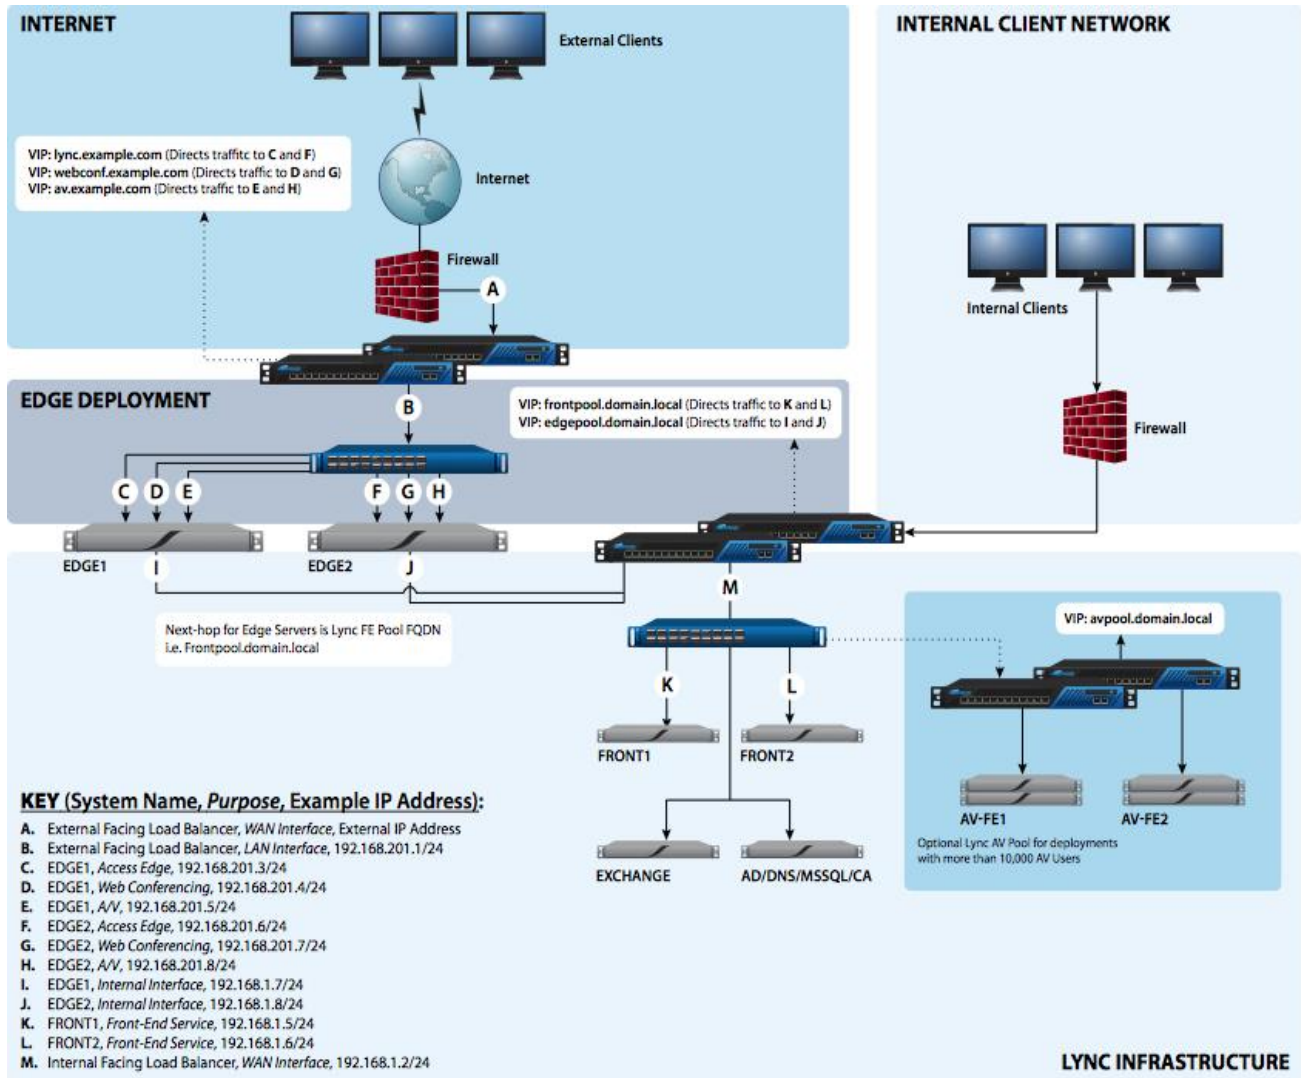 INTERNET
External Clients
INTERNAL CLIENT NETWORK
VIP: lync.example.com (Directs traffitc to C and F)
VIP: webconf.example.com (Directs traffic to D and G)
VIP: av.example.com (Directs traffic to E and H)
Internet
Firewall
A
Internal Clients
EDGE DEPLOYMENT
B
VIP: frontpool.domain.local (Directs traffic to K and L)
VIP: edgepool.domain.local (Directs traffic to I and J)
Firewall
C
D
E
F
G
H
EDGE1
I
EDGE2
J
M
Next-hop for Edge Servers is Lync FE Pool FQDN
i.e. Frontpool.domain.local
VIP: avpool.domain.local
K
L
FRONT1
FRONT2
AV-FE1
AV-FE2
Optional Lync AV Pool for deployments
with more than 10,000 AV Users
EXCHANGE
AD/DNS/MSSQL/CA
KEY (System Name, Purpose, Example IP Address):
A. External Facing Load Balancer, WAN Interface, External IP Address
B. External Facing Load Balancer, LAN Interface, 192.168.201.1/24
C. EDGE1, Access Edge, 192.168.201.3/24
D. EDGE1, Web Conferencing, 192.168.201.4/24
E. EDGE1, A/V, 192.168.201.5/24
F. EDGE2, Access Edge, 192.168.201.6/24
G. EDGE2, Web Conferencing, 192.168.201.7/24
H. EDGE2, A/V, 192.168.201.8/24
I. EDGE1, Internal Interface, 192.168.1.7/24
J. EDGE2, Internal Interface, 192.168.1.8/24
K. FRONT1, Front-End Service, 192.168.1.5/24
L. FRONT2, Front-End Service, 192.168.1.6/24
M. Internal Facing Load Balancer, WAN Interface, 192.168.1.2/24
LYNC INFRASTRUCTURE